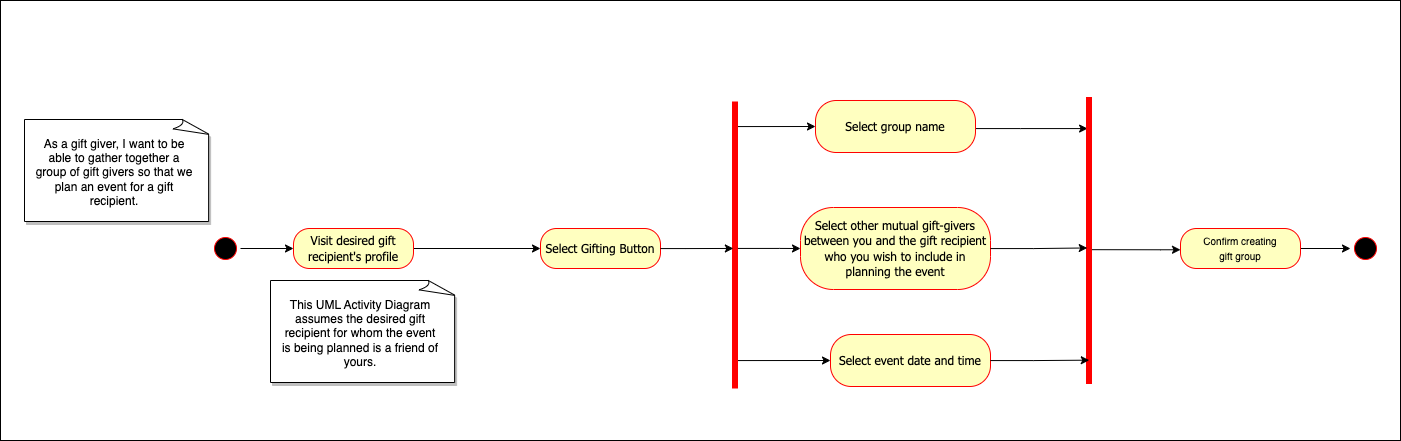 As a gift giver, I want to be
able to gather together a
group of gift givers so that we
plan an event for a gift
recipient.
Visit desired gift
recipient's profile
This UML Activity Diagram
assumes the desired gift
recipient for whom the event
is being planned is a friend of
yours.
Select Gifting Button
Select group name
Select other mutual gift-givers
between you and the gift recipient
who you wish to include in
planning the event
Select event date and time
Confirm creating
gift group